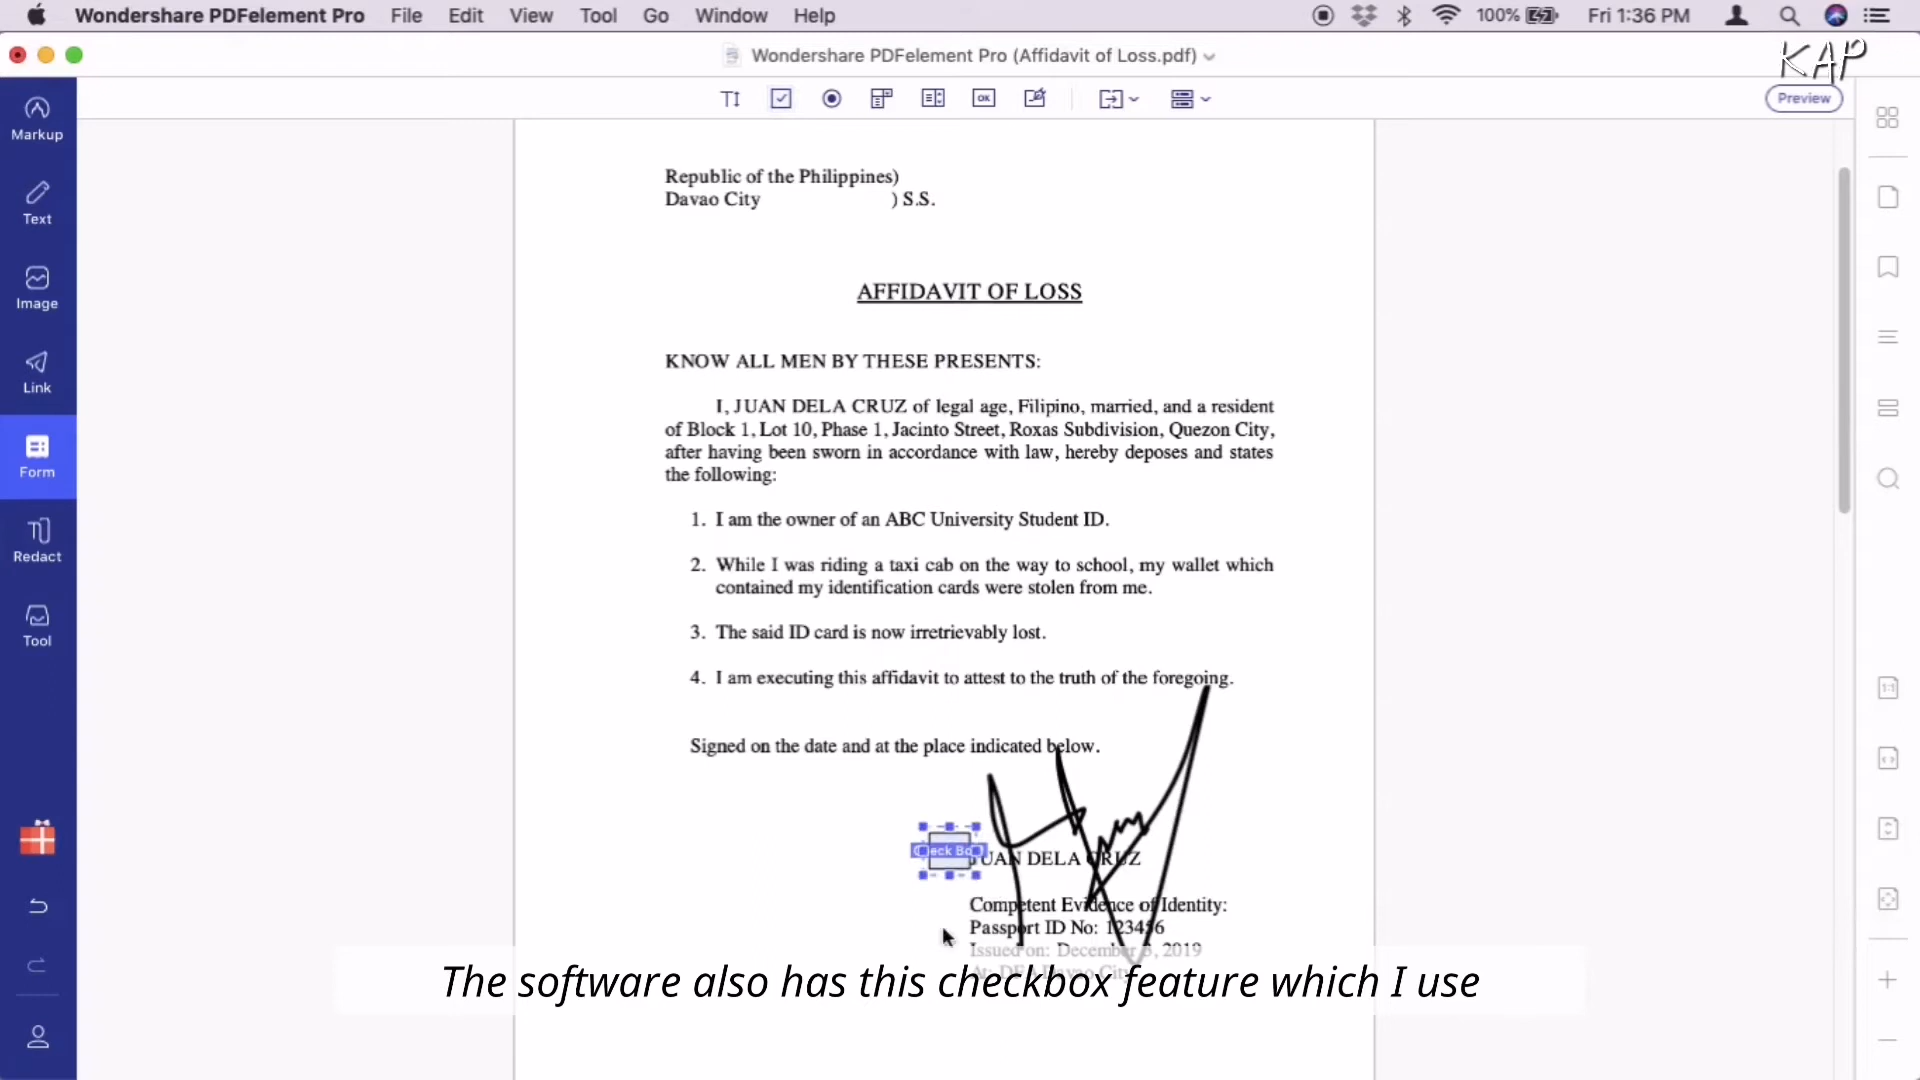 Wondershare PDFelement Pro File Edit View Tool Go Window Help 100% Fri 1:36 PM
Wondershare PDFelement Pro (Affidavit of Loss.pdf)
KAP
Preview
Markup
Text
Image
Link
Form
Redact
Tool
OK
Republic of the Philippines)
Davao City ) S.S.
AFFIDAVIT OF LOSS
KNOW ALL MEN BY THESE PRESENTS:
I, JUAN DELA CRUZ of legal age, Filipino, married, and a resident
of Block 1, Lot 10, Phase 1, Jacinto Street, Roxas Subdivision, Quezon City,
after having been sworn in accordance with law, hereby deposes and states
the following:
1. I am the owner of an ABC University Student ID.
2. While I was riding a taxi cab on the way to school, my wallet which
contained my identification cards were stolen from me.
3. The said ID card is now irretrievably lost.
4. I am executing this affidavit to attest to the truth of the foregoing.
Signed on the date and at the place indicated below.
JUAN DELA CRUZ
Competent Evidence of Identity:
Passport ID No: 123456
Issued on: December 3, 2019
The software also has this checkbox feature which I use